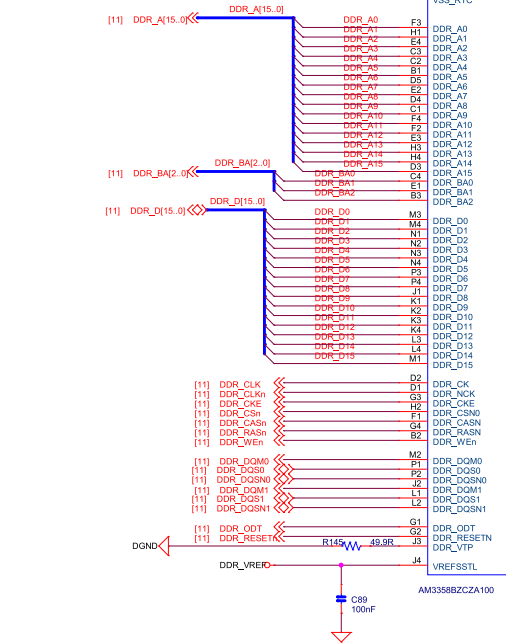 VSS_RTC
[11] DDR_A[15..0] DDR_A[15..0]
DDR_A0 F3 DDR_A0
DDR_A1 H1 DDR_A1
DDR_A2 E4 DDR_A2
DDR_A3 C3 DDR_A3
DDR_A4 C2 DDR_A4
DDR_A5 B1 DDR_A5
DDR_A6 D5 DDR_A6
DDR_A7 E2 DDR_A7
DDR_A8 D4 DDR_A8
DDR_A9 C1 DDR_A9
DDR_A10 F4 DDR_A10
DDR_A11 F2 DDR_A11
DDR_A12 E3 DDR_A12
DDR_A13 H3 DDR_A13
DDR_A14 H4 DDR_A14
DDR_A15 D3 DDR_A15
[11] DDR_BA[2..0] DDR_BA[2..0]
DDR_BA0 C4 DDR_BA0
DDR_BA1 E1 DDR_BA1
DDR_BA2 B3 DDR_BA2
[11] DDR_D[15..0] DDR_D[15..0]
DDR_D0 M3 DDR_D0
DDR_D1 M4 DDR_D1
DDR_D2 N1 DDR_D2
DDR_D3 N2 DDR_D3
DDR_D4 N3 DDR_D4
DDR_D5 N4 DDR_D5
DDR_D6 P3 DDR_D6
DDR_D7 P4 DDR_D7
DDR_D8 J1 DDR_D8
DDR_D9 K1 DDR_D9
DDR_D10 K2 DDR_D10
DDR_D11 K3 DDR_D11
DDR_D12 K4 DDR_D12
DDR_D13 L3 DDR_D13
DDR_D14 L4 DDR_D14
DDR_D15 M1 DDR_D15
[11] DDR_CLK D2 DDR_CK
[11] DDR_CLKn D1 DDR_NCK
[11] DDR_CKE G3 DDR_CKE
[11] DDR_CSn H2 DDR_CSN0
[11] DDR_CASn F1 DDR_CASN
[11] DDR_RASn G4 DDR_RASN
[11] DDR_WEn B2 DDR_WEn
[11] DDR_DQM0 M2 DDR_DQM0
[11] DDR_DQS0 P1 DDR_DQS0
[11] DDR_DQSN0 P2 DDR_DQSN0
[11] DDR_DQM1 J2 DDR_DQM1
[11] DDR_DQS1 L1 DDR_DQS1
[11] DDR_DQSN1 L2 DDR_DQSN1
[11] DDR_ODT G1 DDR_ODT
[11] DDR_RESETn G2 DDR_RESETN
DGND R145 49.9R J3 DDR_VTP
DDR_VREF J4 VREFSSTL
AM3358BZCZA100
C89
100nF